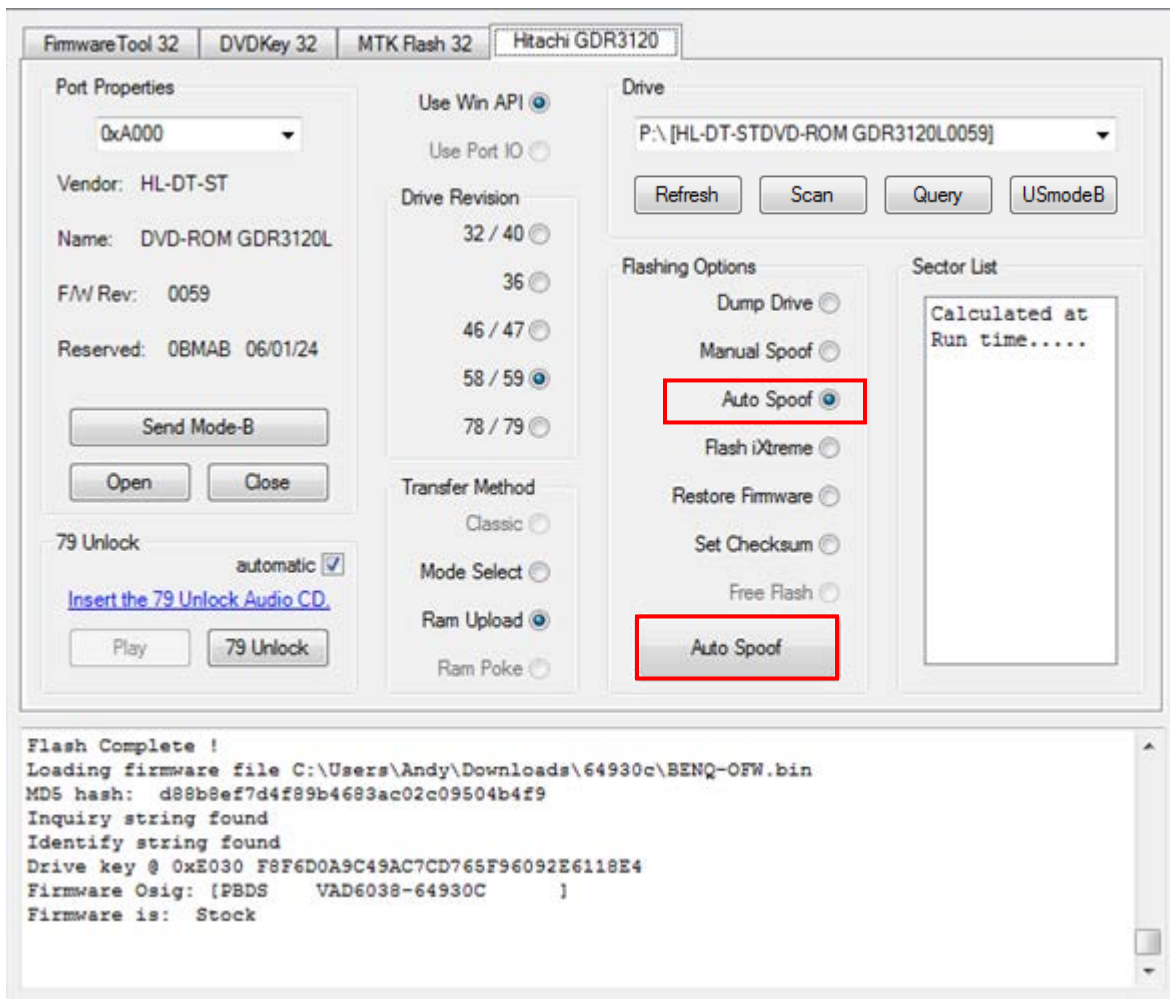 FirmwareTool 32
DVDKey 32
MTK Flash 32
Hitachi GDR3120
Port Properties
0xA000
Vendor: HL-DT-ST
Name: DVD-ROM GDR3120L
F/W Rev: 0059
Reserved: 0BMAB 06/01/24
Send Mode-B
Open
Close
79 Unlock
automatic
Insert the 79 Unlock Audio CD.
Play
79 Unlock
Use Win API
Use Port IO
Drive Revision
32 / 40
36
46 / 47
58 / 59
78 / 79
Transfer Method
Classic
Mode Select
Ram Upload
Ram Poke
Drive
P:\ [HL-DT-STDVD-ROM GDR3120L0059]
Refresh
Scan
Query
USmodeB
Flashing Options
Dump Drive
Manual Spoof
Auto Spoof
Flash iXtreme
Restore Firmware
Set Checksum
Free Flash
Auto Spoof
Sector List
Calculated at
Run time.....
Flash Complete !
Loading firmware file C:\Users\Andy\Downloads\64930c\BENQ-OFW.bin
MD5 hash: d88b8ef7d4f89b4683ac02c09504b4f9
Inquiry string found
Identify string found
Drive key @ 0xE030 F8F6D0A9C49AC7CD765F96092E6118E4
Firmware Osig: [PBDS VAD6038-64930C ]
Firmware is: Stock